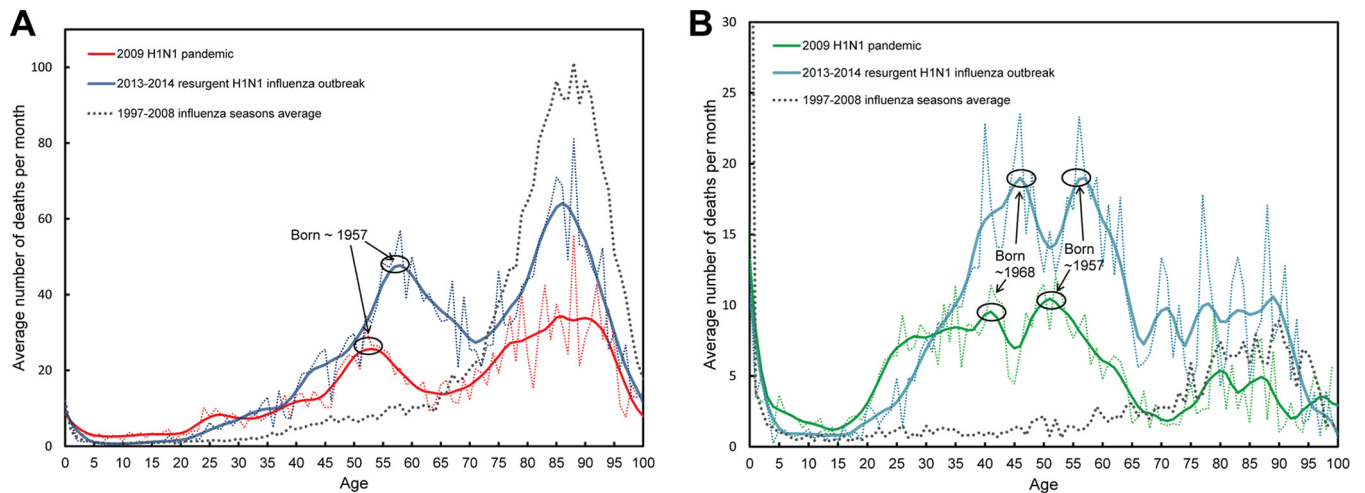 A
2009 H1N1 pandemic
2013-2014 resurgent H1N1 influenza outbreak
1997-2008 influenza seasons average
Average number of deaths per month
100
80
60
40
20
0
Born ~ 1957
0 5 10 15 20 25 30 35 40 45 50 55 60 65 70 75 80 85 90 95 100
Age
B
2009 H1N1 pandemic
2013-2014 resurgent H1N1 influenza outbreak
1997-2008 influenza seasons average
Average number of deaths per month
30
25
20
15
10
5
0
Born
~1968
Born
~1957
0 5 10 15 20 25 30 35 40 45 50 55 60 65 70 75 80 85 90 95 100
Age